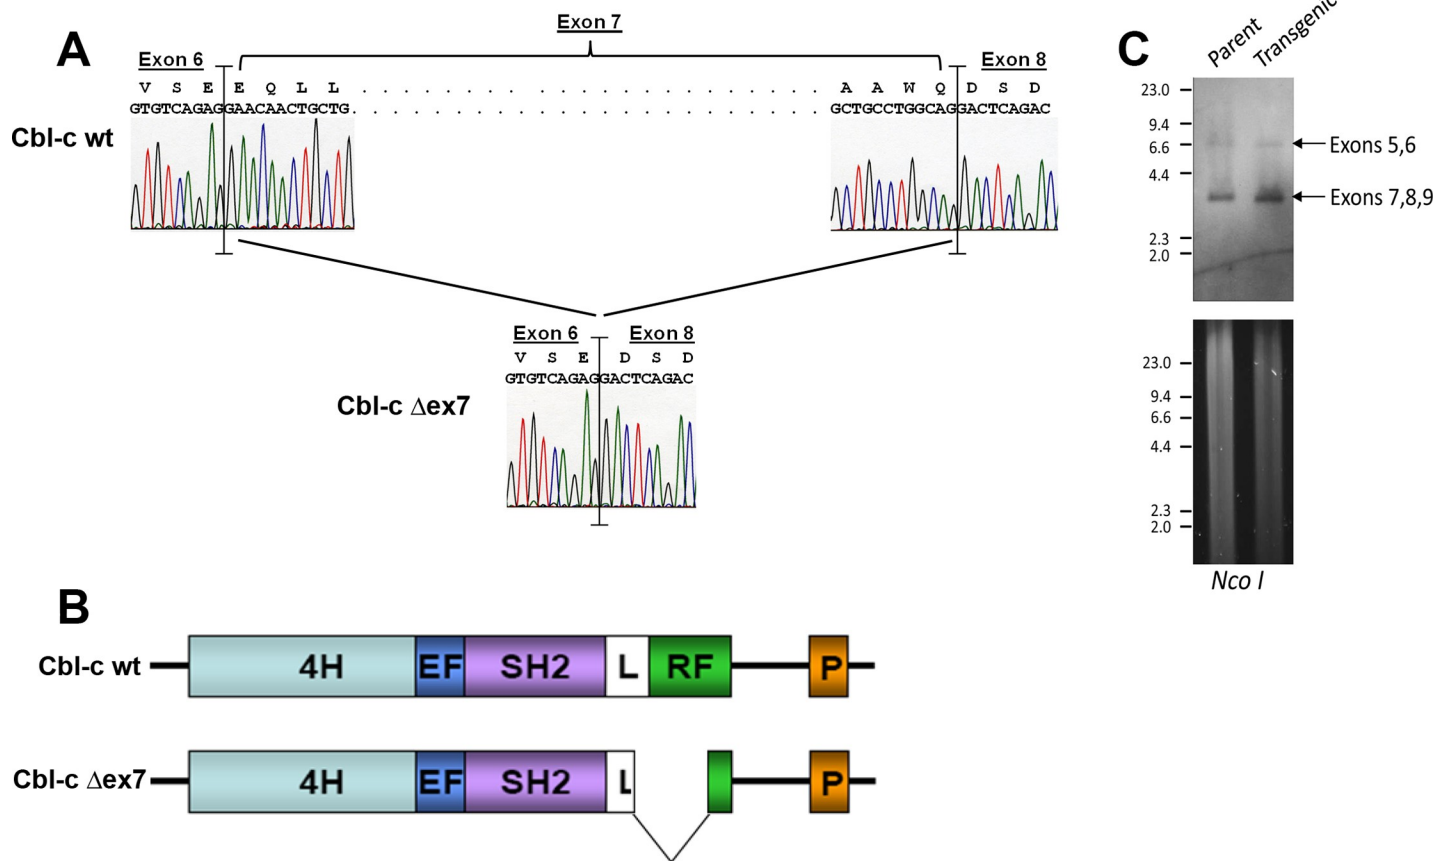 A
Exon 7
Exon 6
Exon 8
V S E E Q L L . . . . . . . . . . . . . . . . . . . . . . . . . . . A A W Q D S D
GTGTCAGAGGAACAACTGCTG. . . . . . . . . . . . . . . . . . . . . . . . . . . GCTGCCTGGCAGGACTCAGAC
Cbl-c wt
Exon 6 Exon 8
V S E D S D
GTGTCAGAGGACTCAGAC
Cbl-c Δex7
B
Cbl-c wt 4H EF SH2 L RF P
Cbl-c Δex7 4H EF SH2 L P
C
Parent
Transgenic
23.0
9.4
6.6
4.4
2.3
2.0
Exons 5,6
Exons 7,8,9
23.0
9.4
6.6
4.4
2.3
2.0
Nco I